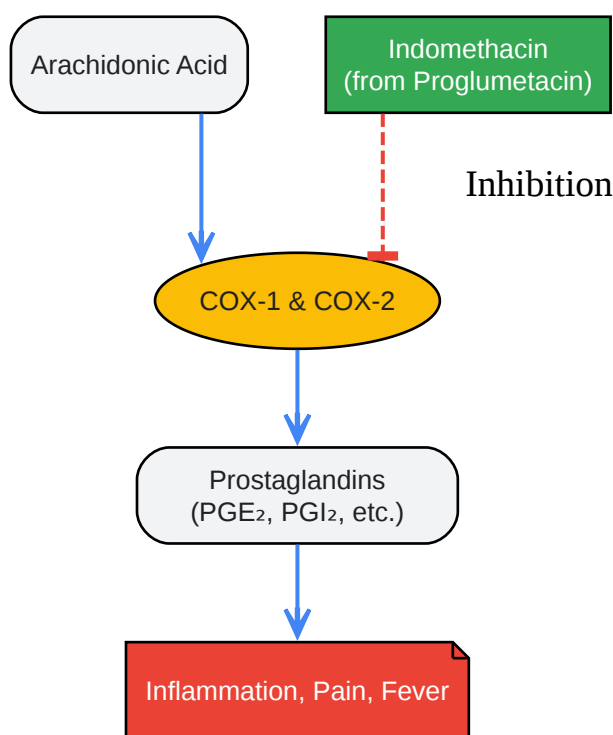 Arachidonic Acid
Indomethacin
(from Proglumetacin)
Inhibition
COX-1 & COX-2
Prostaglandins
(PGE₂, PGI₂, etc.)
Inflammation, Pain, Fever